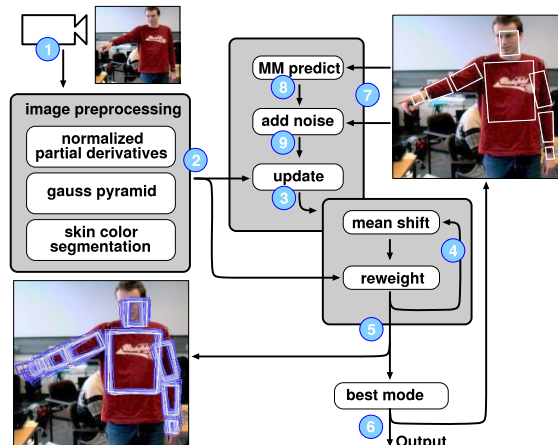 1
image preprocessing
normalized
partial derivatives
gauss pyramid
skin color
segmentation
2
MM predict
8
7
add noise
9
update
3
mean shift
4
reweight
5
best mode
6
Output